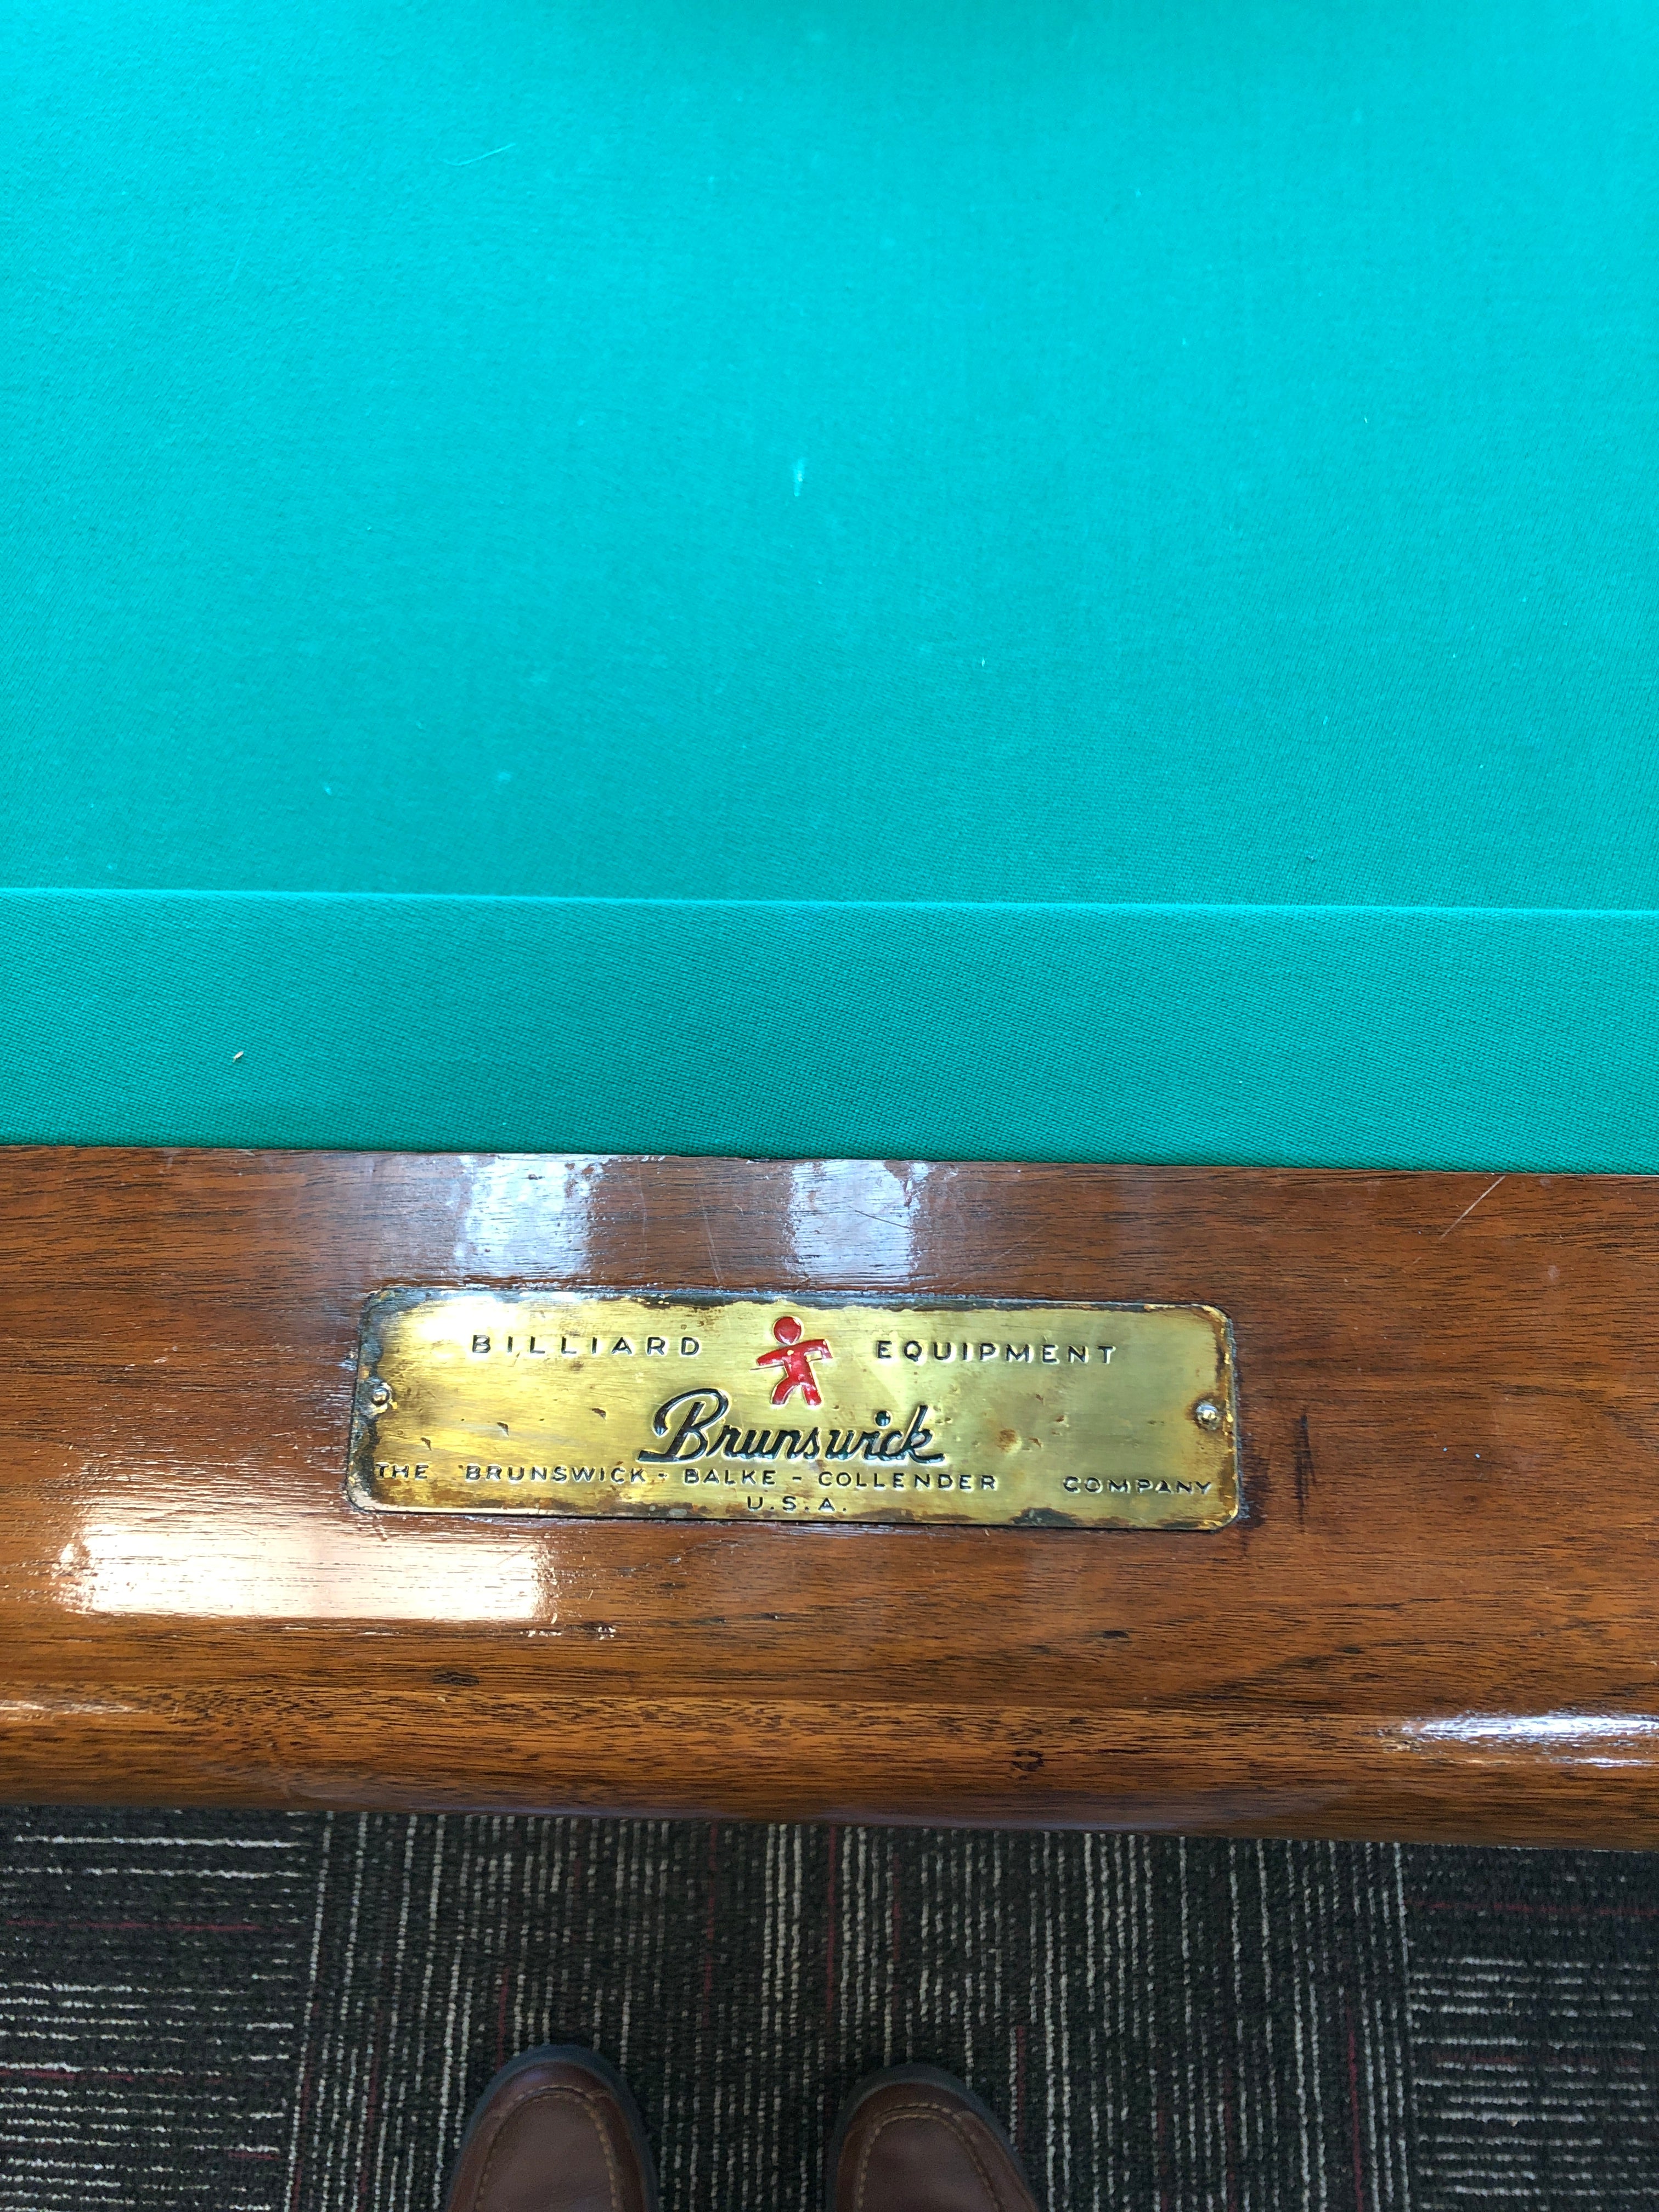 BILLIARD EQUIPMENT
Brunswick
THE BRUNSWICK - BALKE - COLLENDER COMPANY
U.S.A.